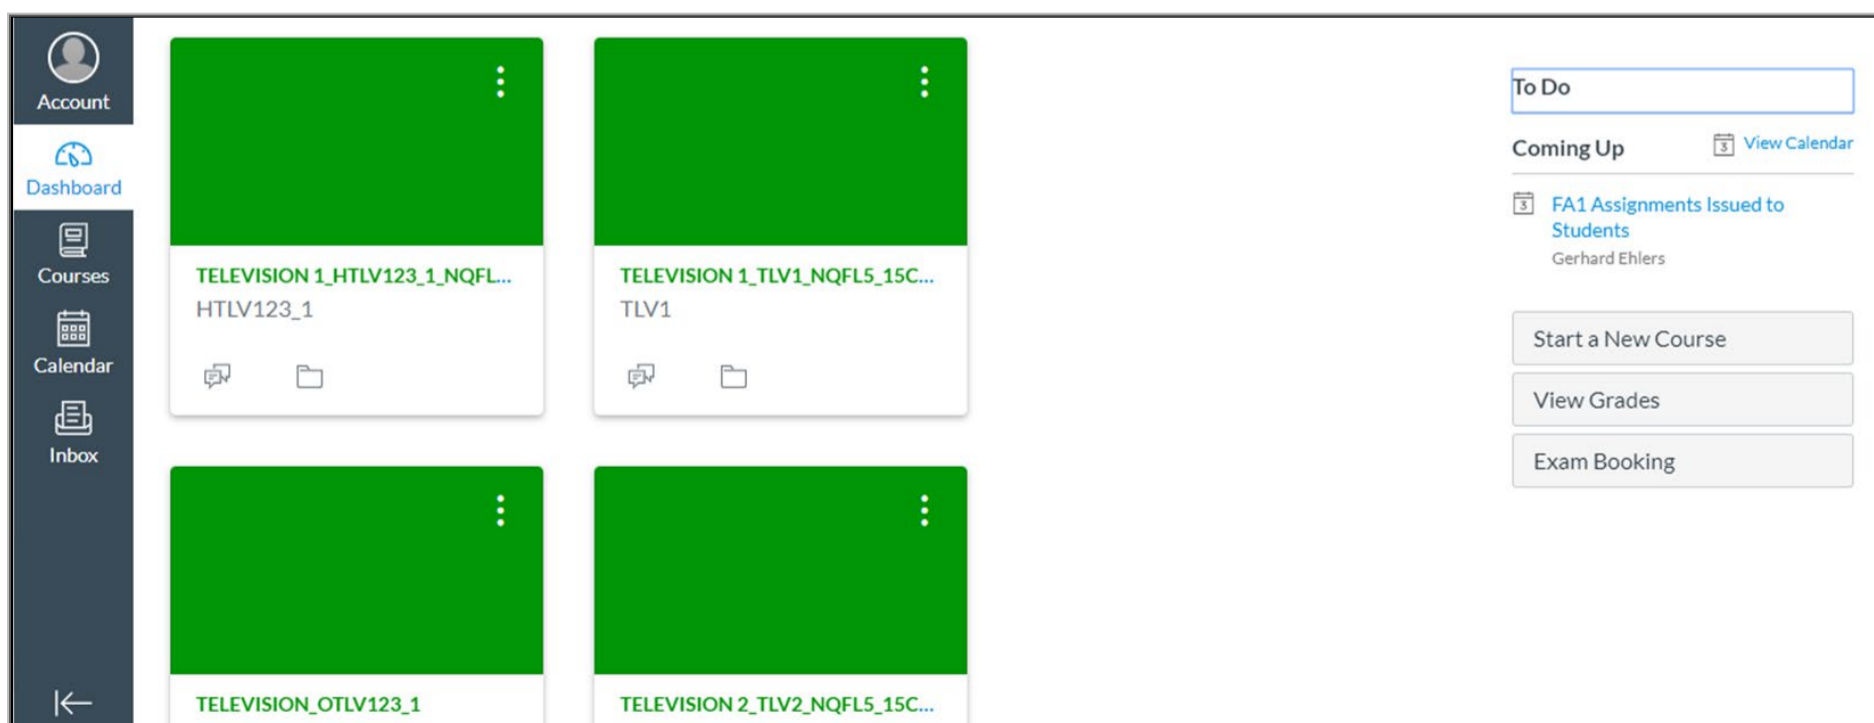 Account
Dashboard
Courses
Calendar
Inbox
TELEVISION 1_HTLV123_1_NQFL...
HTLV123_1
TELEVISION 1_TLV1_NQFL5_15C...
TLV1
TELEVISION_OTLV123_1
TELEVISION 2_TLV2_NQFL5_15C...
To Do
Coming Up
3 View Calendar
3 FA1 Assignments Issued to
Students
Gerhard Ehlers
Start a New Course
View Grades
Exam Booking